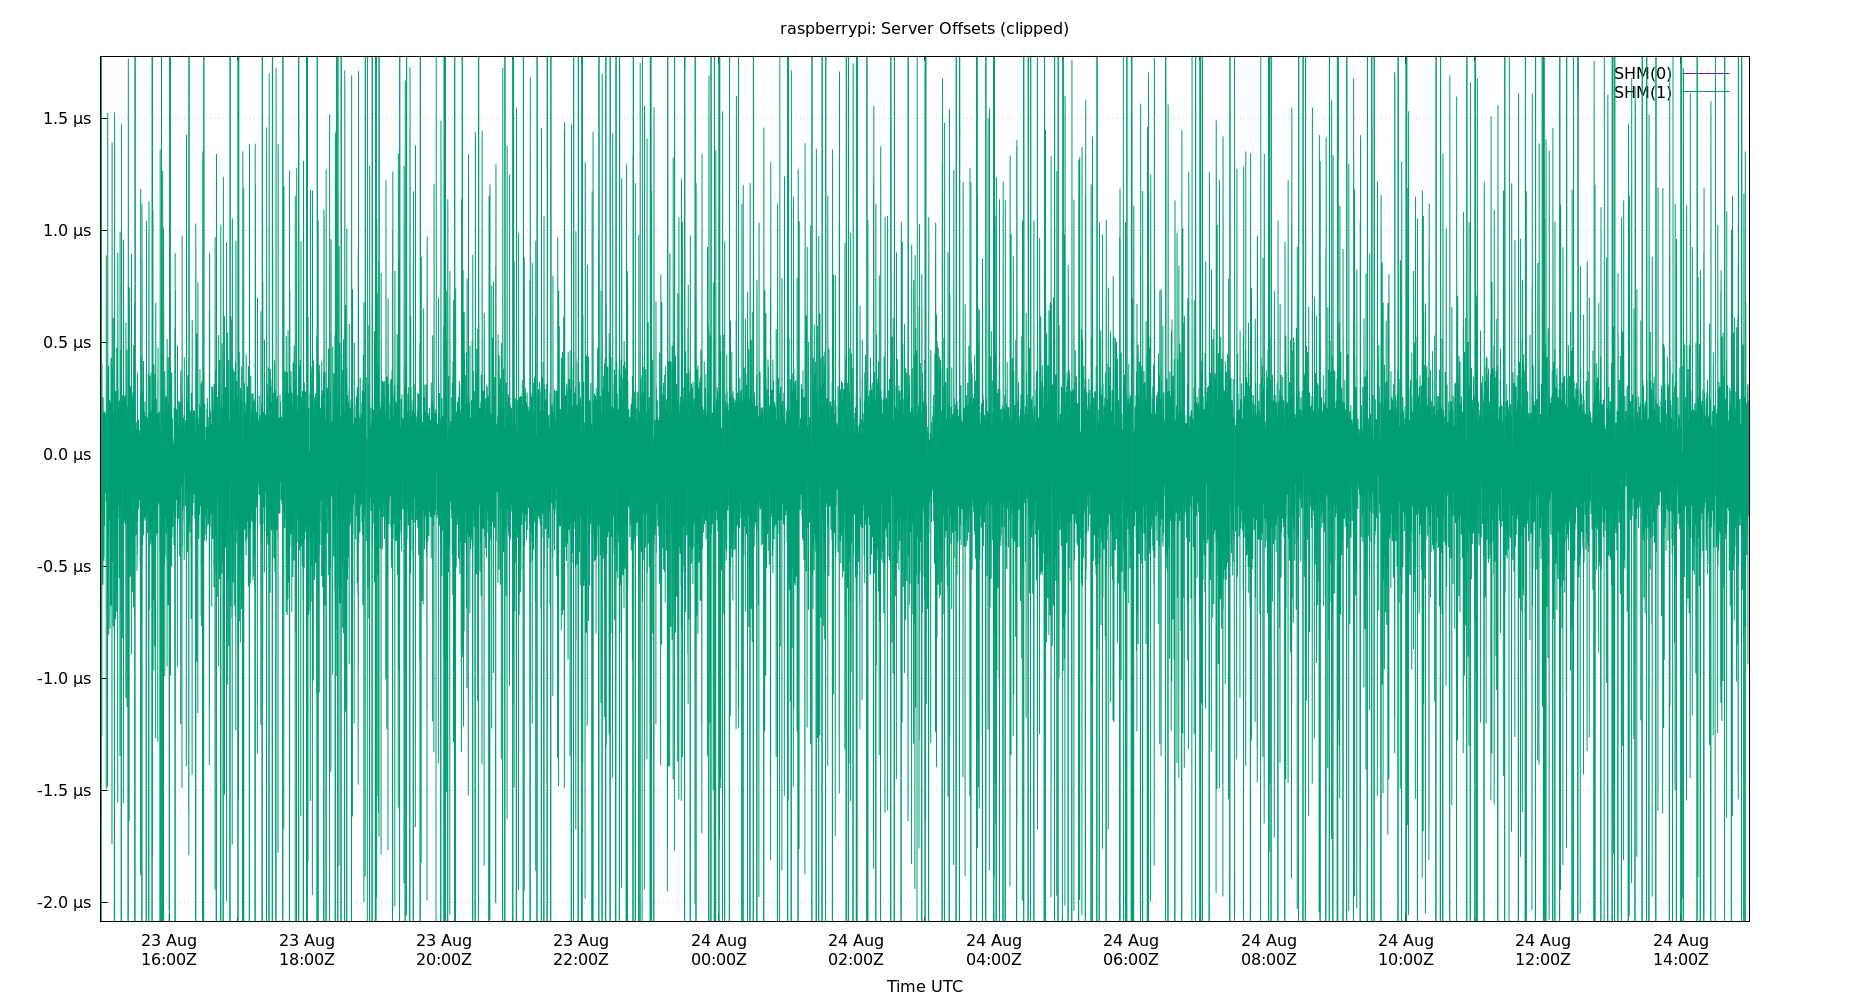 raspberrypi: Server Offsets (clipped)
SHM(0)
SHM(1)
1.5 µs
1.0 µs
0.5 µs
0.0 µs
-0.5 µs
-1.0 µs
-1.5 µs
-2.0 µs
23 Aug 23 Aug 23 Aug 23 Aug 24 Aug 24 Aug 24 Aug 24 Aug 24 Aug 24 Aug 24 Aug 24 Aug
16:00Z 18:00Z 20:00Z 22:00Z 00:00Z 02:00Z 04:00Z 06:00Z 08:00Z 10:00Z 12:00Z 14:00Z
Time UTC